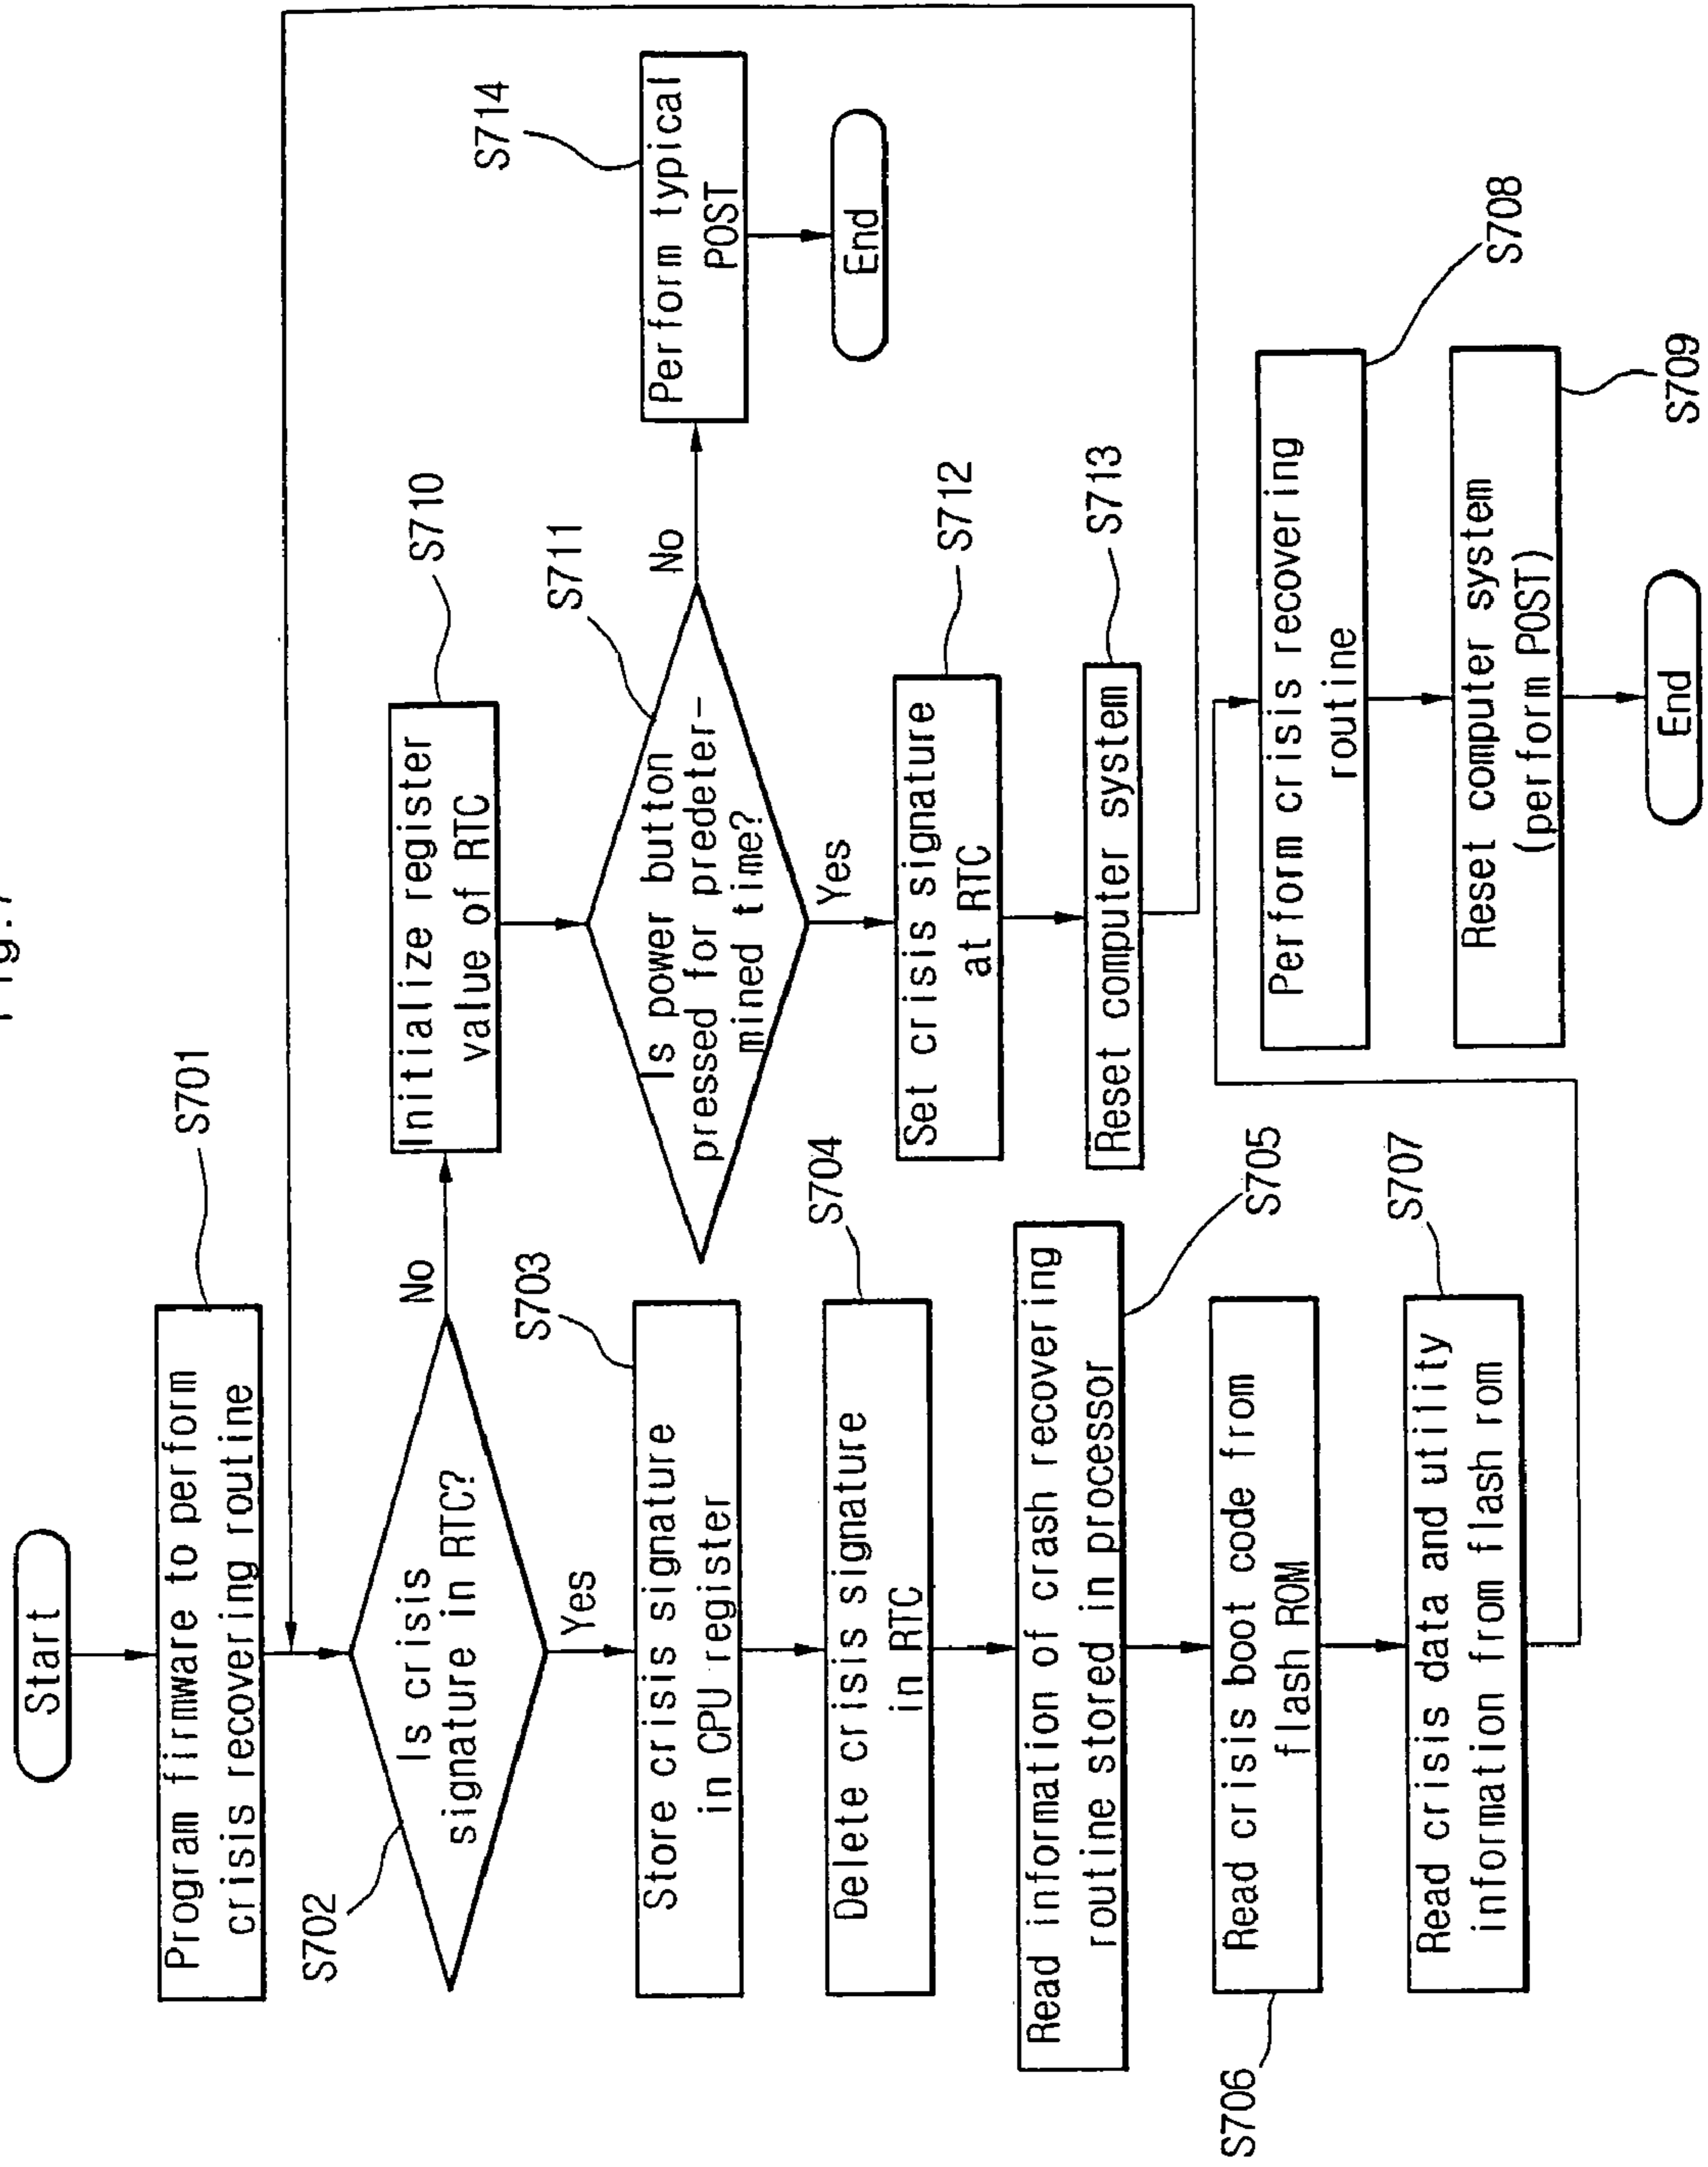 Fig.7
Start
Program firmware to perform
crisis recovering routine
S701
Is crisis
signature in RTC?
S702
No
Yes
Store crisis signature
in CPU register
S703
Delete crisis signature
in RTC
S704
Read information of crash recovering
routine stored in processor
S705
Read crisis boot code from
flash ROM
S706
Read crisis data and utility
information from flash rom
S707
Initialize register
value of RTC
S710
Is power button
pressed for predeter-
mined time?
S711
No
Yes
Set crisis signature
at RTC
S712
Reset computer system
S713
Perform typical
POST
S714
End
Perform crisis recovering
routine
S708
Reset computer system
(perform POST)
S709
End